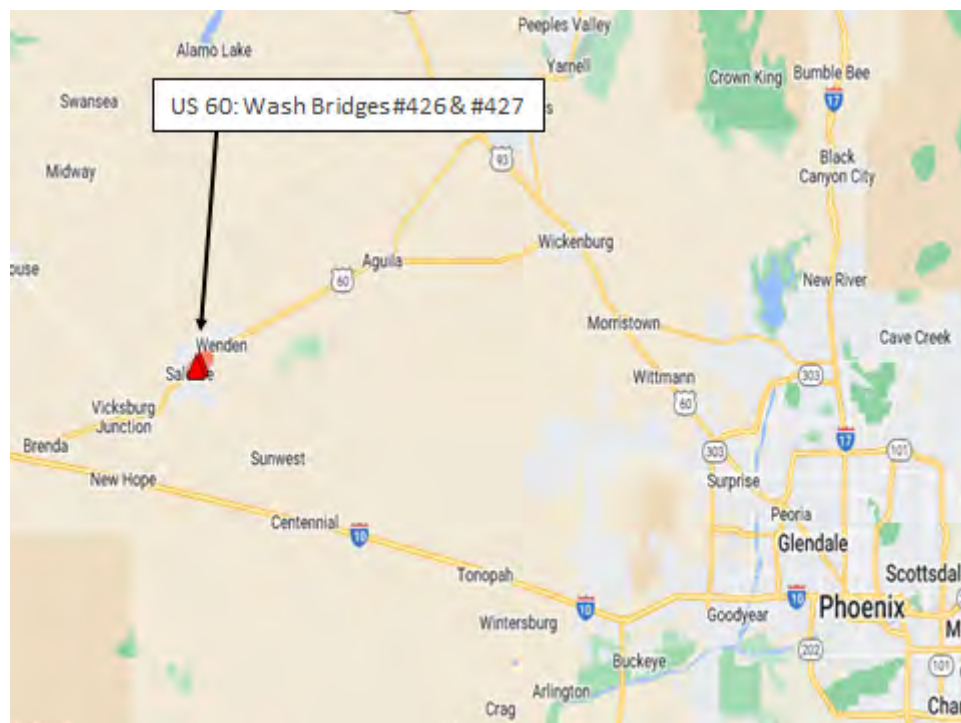 Peeples Valley
Alamo Lake
Yarnell
Crown King
Bumble Bee
Swansea
US 60: Wash Bridges#426 & #427
17
93
Black
Canyon City
Midway
Wickenburg
Aguila
60
New River
Morristown
Cave Creek
Wenden
Wittmann
303
60
Vicksburg
Junction
Brenda
Sunwest
303
17
101
New Hope
Surprise
Peoria
Centennial
10
Glendale
Tonopah
Scottsdal
10
10
Goodyear
Phoenix
Wintersburg
M
202
Buckeye
101
Arlington
Crag
Char